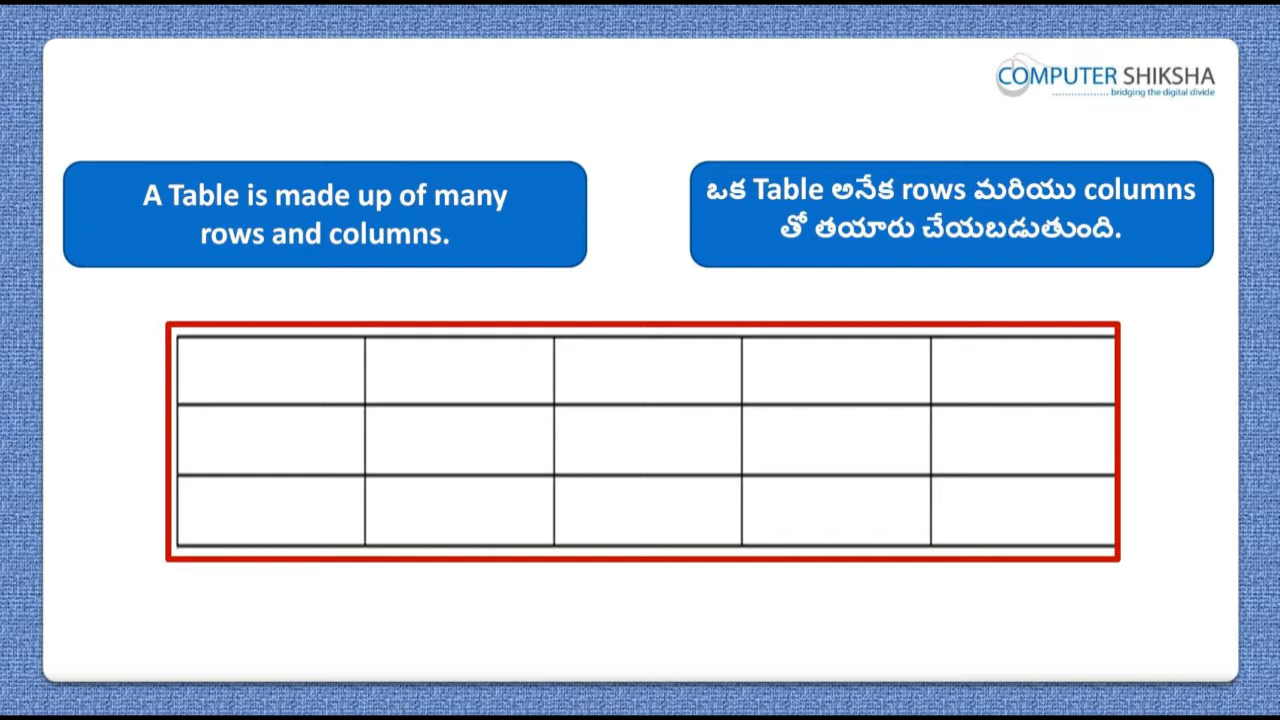 COMPUTER SHIKSHA
.................. bridging the digital divide
A Table is made up of many
rows and columns.
ఒక Table అనేక rows మరియు columns
తో తయారు చేయబడుతుంది.